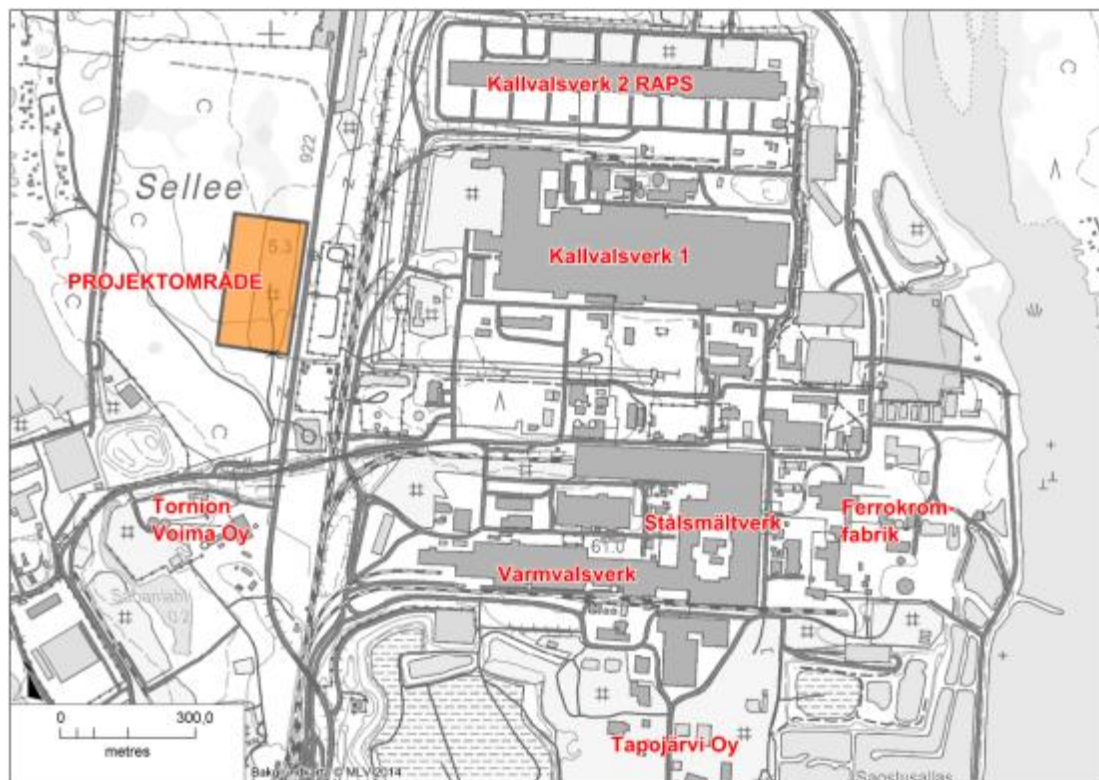 Kallvalsverk 2 RAPS
922
Sellee
5.3
Kallvalsverk 1
PROJEKTOMRÅDE
Tornion
Voima Oy
Stålsmältverk
Ferrokrom-
fabrik
61.0
Varmvalsverk
0 300,0
metres
Tapojärvi Oy
© MLV 2014
Saostusallas